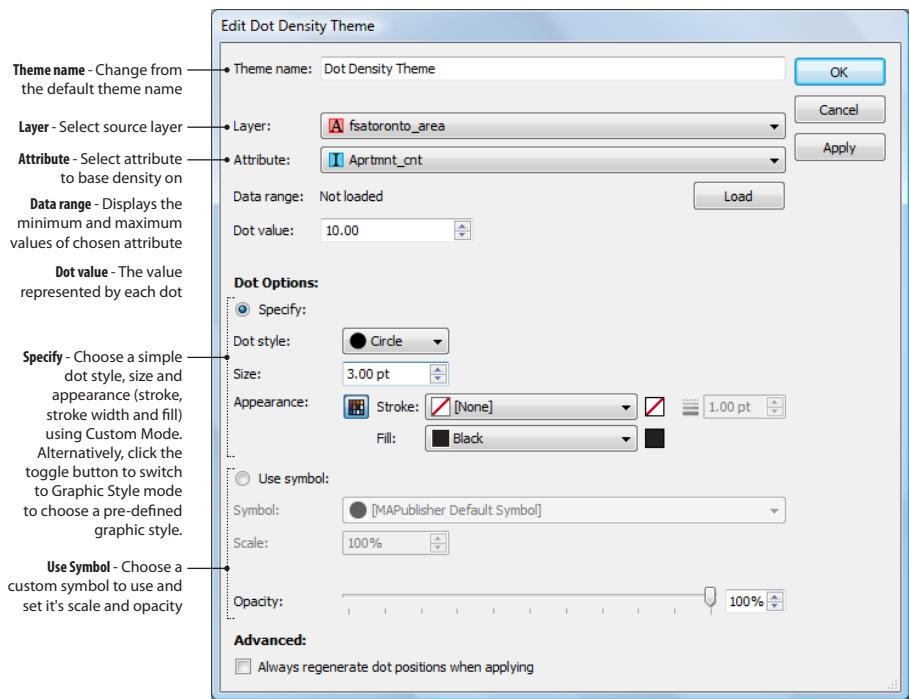 Edit Dot Density Theme
Theme name - Change from
the default theme name
Theme name: Dot Density Theme
OK
Cancel
Apply
Layer - Select source layer
Layer: A fsatoronto_area
Attribute - Select attribute
to base density on
Attribute: I Aprtmnt_cnt
Data range - Displays the
minimum and maximum
values of chosen attribute
Data range: Not loaded Load
Dot value - The value
represented by each dot
Dot value: 10.00
Dot Options:
Specify:
Dot style: Circle
Specify - Choose a simple
dot style, size and
appearance (stroke,
stroke width and fill)
using Custom Mode.
Alternatively, click the
toggle button to switch
to Graphic Style mode
to choose a pre-defined
graphic style.
Size: 3.00 pt
Appearance: Stroke: [None] 1.00 pt
Fill: Black
Use symbol:
Symbol: [MAPublisher Default Symbol]
Scale: 100%
Use Symbol - Choose a
custom symbol to use and
set it's scale and opacity
Opacity: 100%
Advanced:
Always regenerate dot positions when applying